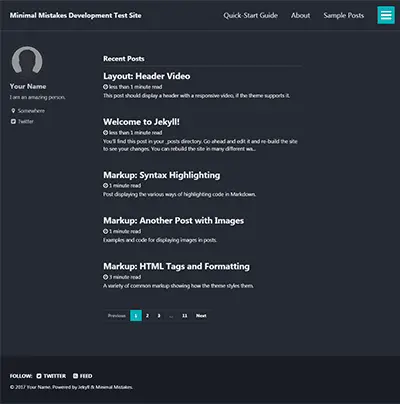 Minimal Mistakes Development Test Site
Quick-Start Guide About Sample Posts
Your Name
I am an amazing person.
Somewhere
Twitter
Recent Posts
Layout: Header Video
less than 1 minute read
This post should display a header with a responsive video, if the theme supports it.
Welcome to Jekyll!
less than 1 minute read
You'll find this post in your _posts directory. Go ahead and edit it and re-build the site
to see your changes. You can rebuild the site in many different wa...
Markup: Syntax Highlighting
1 minute read
Post displaying the various ways of highlighting code in Markdown.
Markup: Another Post with Images
1 minute read
Examples and code for displaying images in posts.
Markup: HTML Tags and Formatting
3 minute read
A variety of common markup showing how the theme styles them.
Previous 1 2 3 ... 11 Next
FOLLOW: TWITTER FEED
© 2017 Your Name. Powered by Jekyll & Minimal Mistakes.